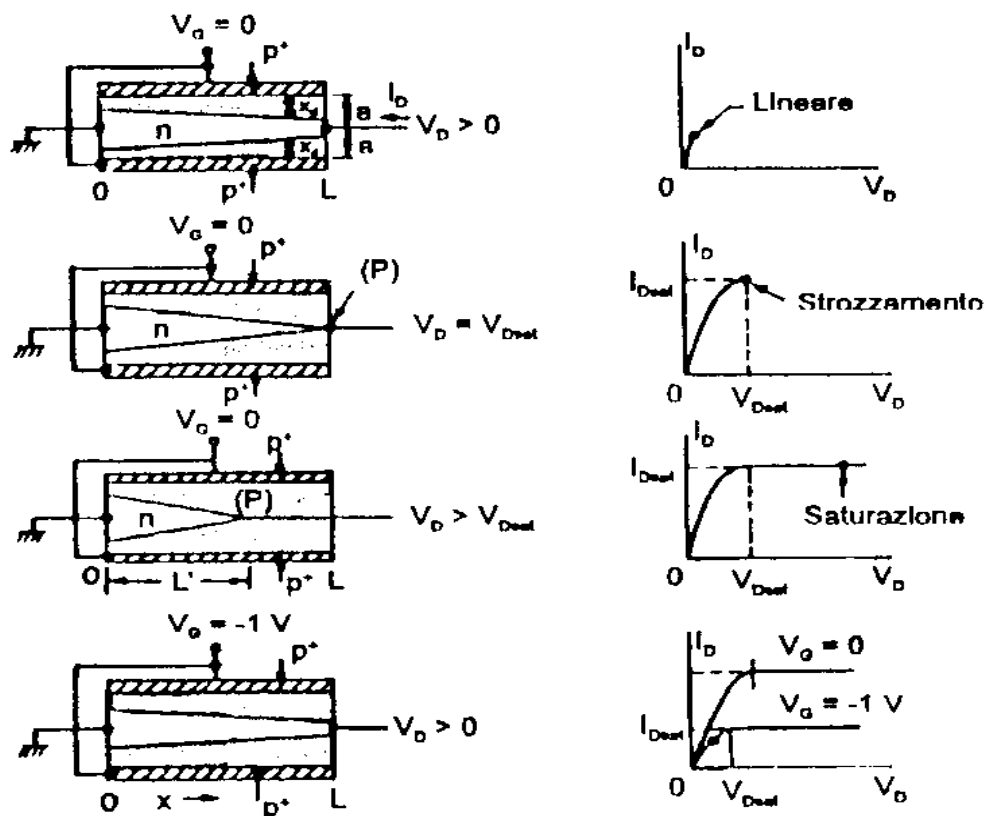 V_G = 0
p⁺
I_D
x_d
a
V_D > 0
n
x_d
a
0
p⁺
L
I_D
Lineare
0
V_D
V_G = 0
p⁺
(P)
n
V_D = V_Dsat
p⁺
I_D
I_Dsat
Strozzamento
0
V_Dsat
V_D
V_G = 0
p⁺
(P)
n
V_D > V_Dsat
0
L'
p⁺
L
I_D
I_Dsat
Saturazione
0
V_Dsat
V_D
V_G = -1 V
p⁺
V_D > 0
0
x
p⁺
L
I_D
V_G = 0
V_G = -1 V
I_Dsat
0
V_Dsat
V_D